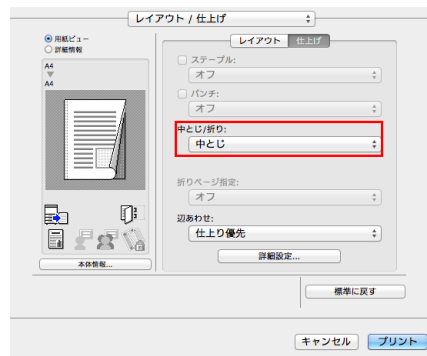 レイアウト / 仕上げ
用紙ビュー
詳細情報
A4
A4
本体情報...
レイアウト 仕上げ
ステープル:
オフ
パンチ:
オフ
中とじ/折り:
中とじ
折りページ指定:
オフ
辺あわせ:
仕上り優先
詳細設定...
標準に戻す
キャンセル プリント